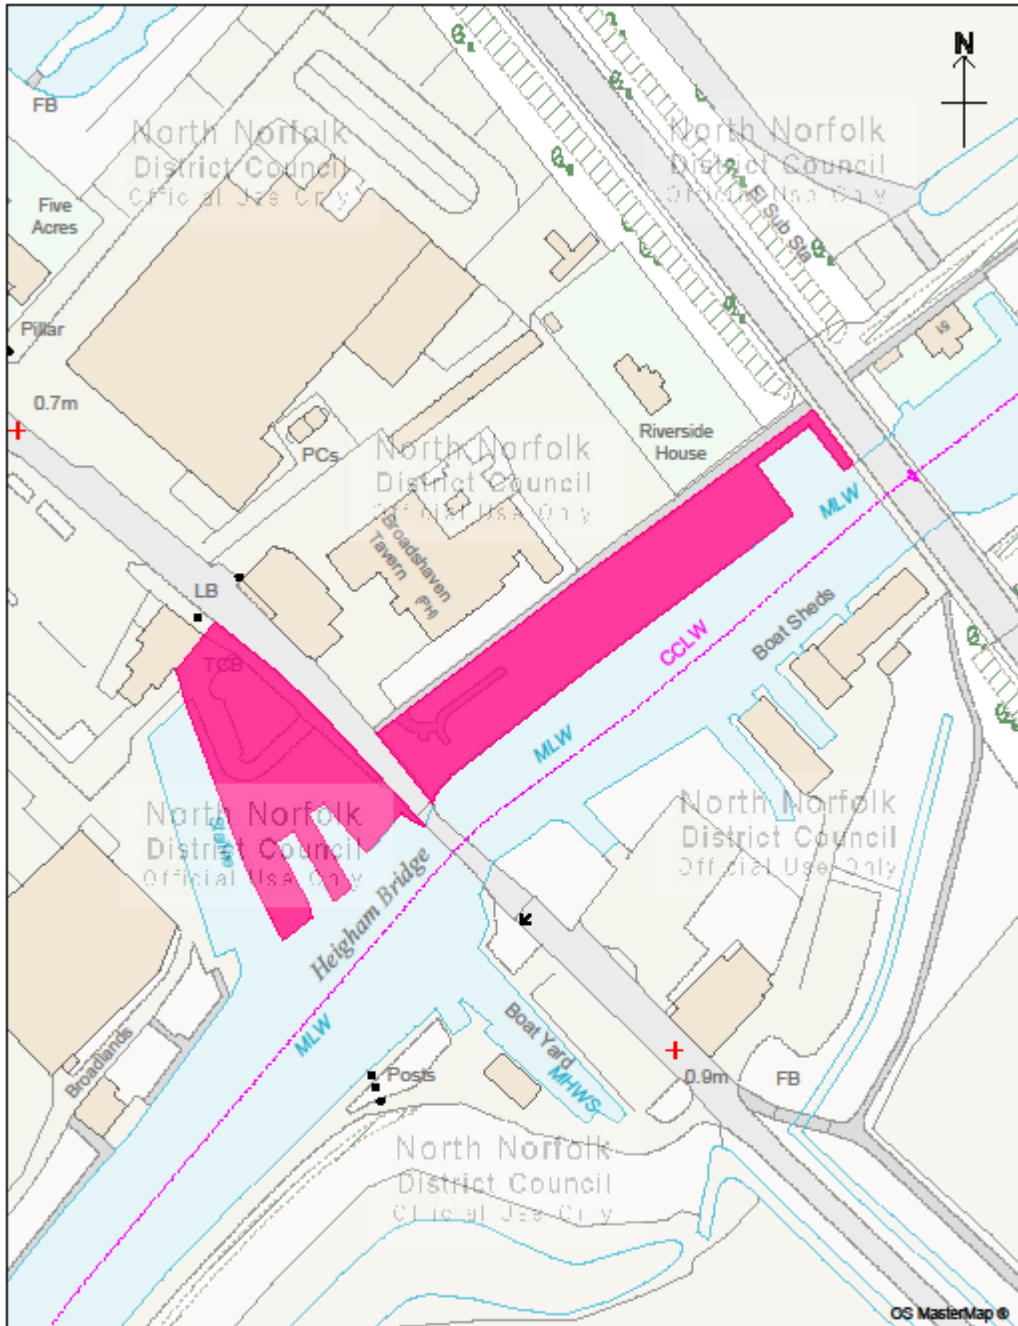 N
FB
North Norfolk
District Council
Official Use Only
North Norfolk
District Council
Official Use Only
Five
Acres
El Sub Sta
Pillar
51
0.7m
PCs
Riverside
House
North Norfolk
District Council
Official Use Only
MLW
Broadshaven
Tavern
(PH)
LB
TCB
CCLW
Boat Sheds
MLW
North Norfolk
District Council
Official Use Only
North Norfolk
District Council
Official Use Only
Staithe
Heigham Bridge
MLW
Boat Yard
MHWS
Broadlands
Posts
0.9m
FB
North Norfolk
District Council
Official Use Only
OS MasterMap ®